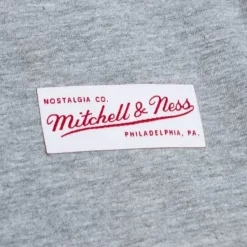 NOSTALGIA CO.
Mitchell & Ness
PHILADELPHIA, PA.